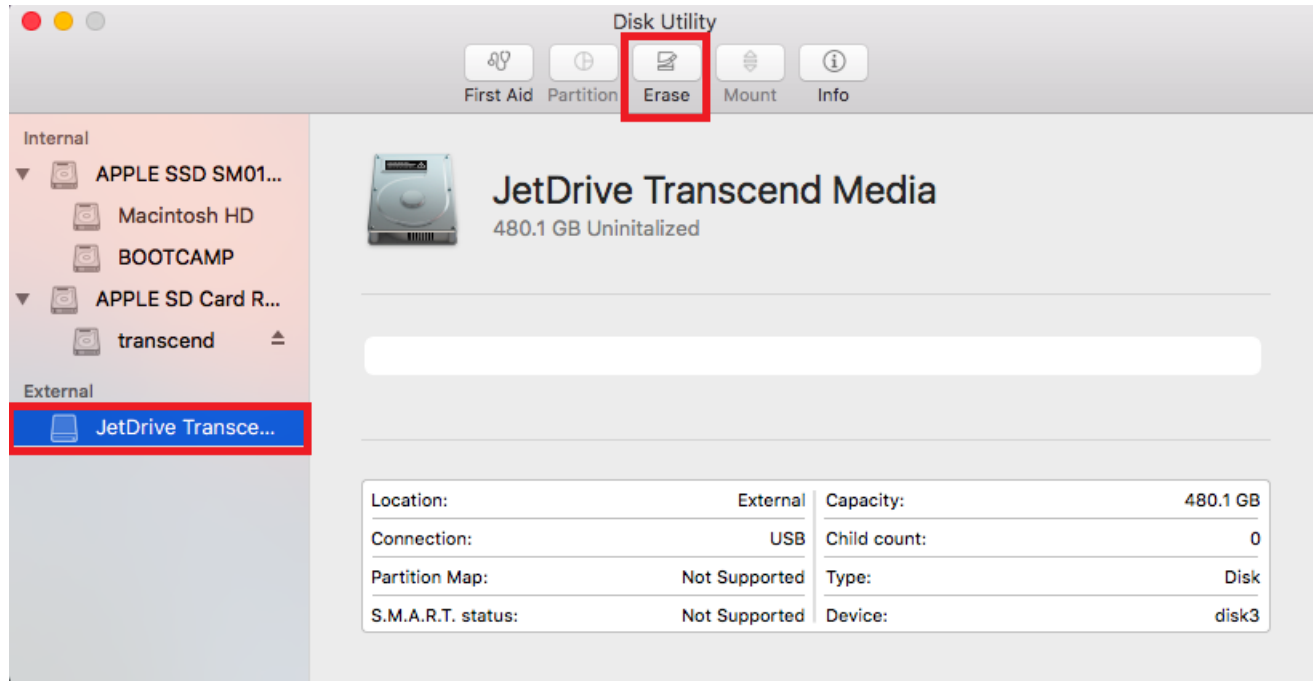 Disk Utility
First Aid Partition Erase Mount Info
Internal
APPLE SSD SM01...
Macintosh HD
BOOTCAMP
APPLE SD Card R...
transcend
External
JetDrive Transce...
JetDrive Transcend Media
480.1 GB Uninitalized
Location: External Capacity: 480.1 GB
Connection: USB Child count: 0
Partition Map: Not Supported Type: Disk
S.M.A.R.T. status: Not Supported Device: disk3